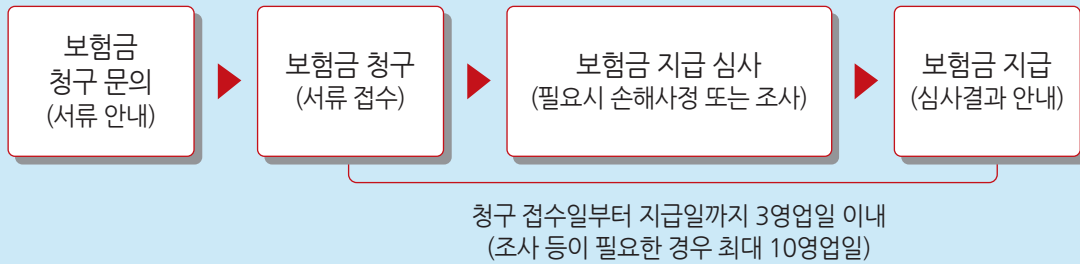 보험금
청구 문의
(서류 안내)
보험금 청구
(서류 접수)
보험금 지급 심사
(필요시 손해사정 또는 조사)
보험금 지급
(심사결과 안내)
청구 접수일부터 지급일까지 3영업일 이내
(조사 등이 필요한 경우 최대 10영업일)